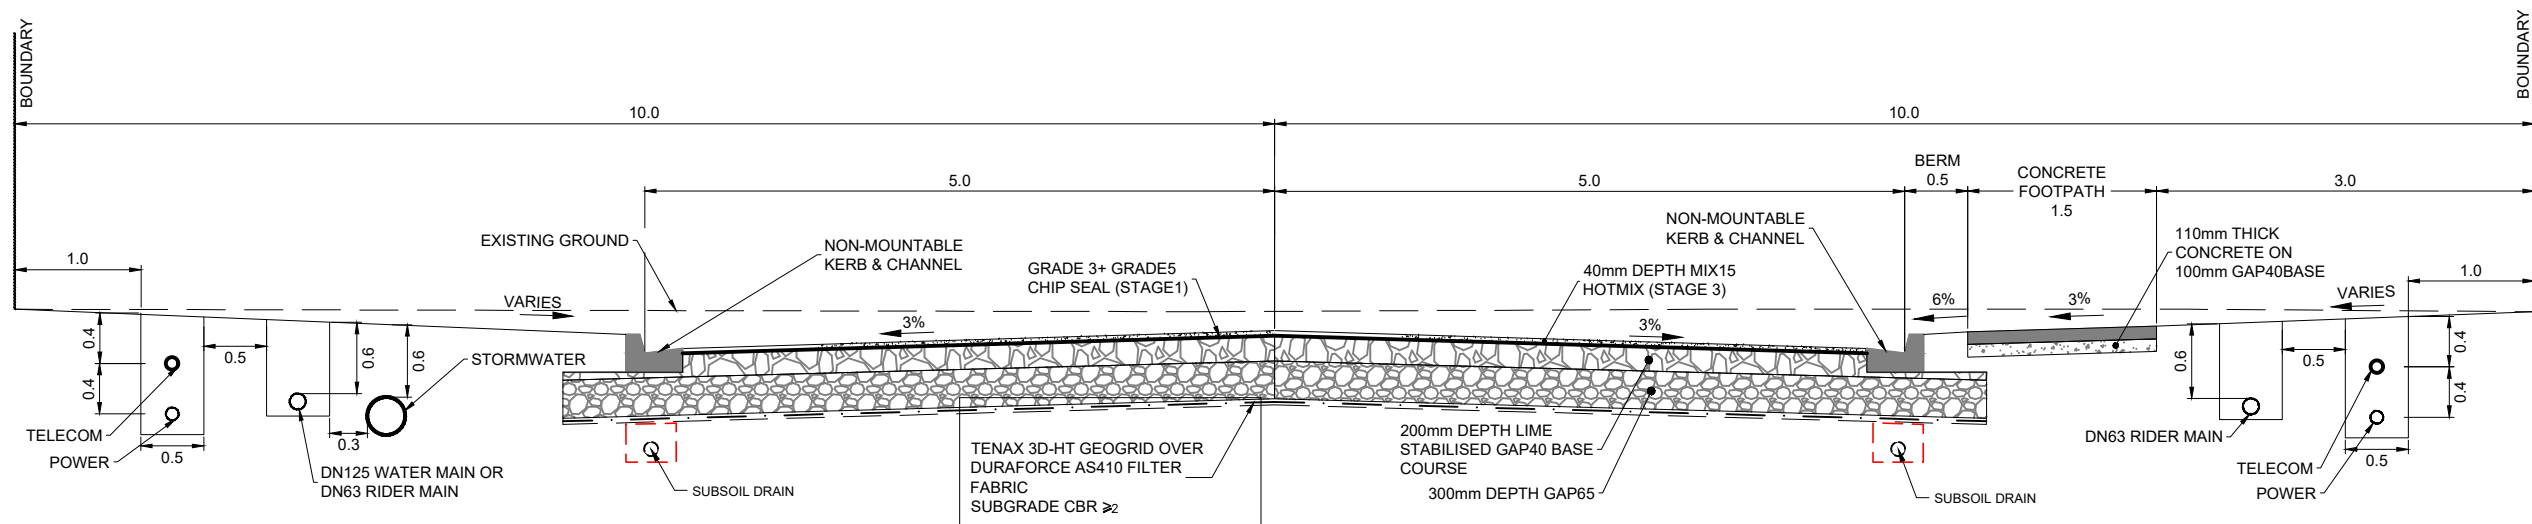 BOUNDARY
BOUNDARY
10.0
10.0
5.0
5.0
BERM
0.5
CONCRETE
FOOTPATH
1.5
3.0
EXISTING GROUND
NON-MOUNTABLE
KERB & CHANNEL
GRADE 3+ GRADE5
CHIP SEAL (STAGE1)
40mm DEPTH MIX15
HOTMIX (STAGE 3)
NON-MOUNTABLE
KERB & CHANNEL
110mm THICK
CONCRETE ON
100mm GAP40BASE
1.0
1.0
VARIES
3%
3%
6%
3%
VARIES
0.4
0.4
0.5
0.6
0.6
STORMWATER
0.3
0.5
TELECOM
POWER
DN125 WATER MAIN OR
DN63 RIDER MAIN
SUBSOIL DRAIN
TENAX 3D-HT GEOGRID OVER
DURAFORCE AS410 FILTER
FABRIC
SUBGRADE CBR ⩾2
200mm DEPTH LIME
STABILISED GAP40 BASE
COURSE
300mm DEPTH GAP65
SUBSOIL DRAIN
0.6
0.5
0.4
0.4
DN63 RIDER MAIN
0.5
TELECOM
POWER